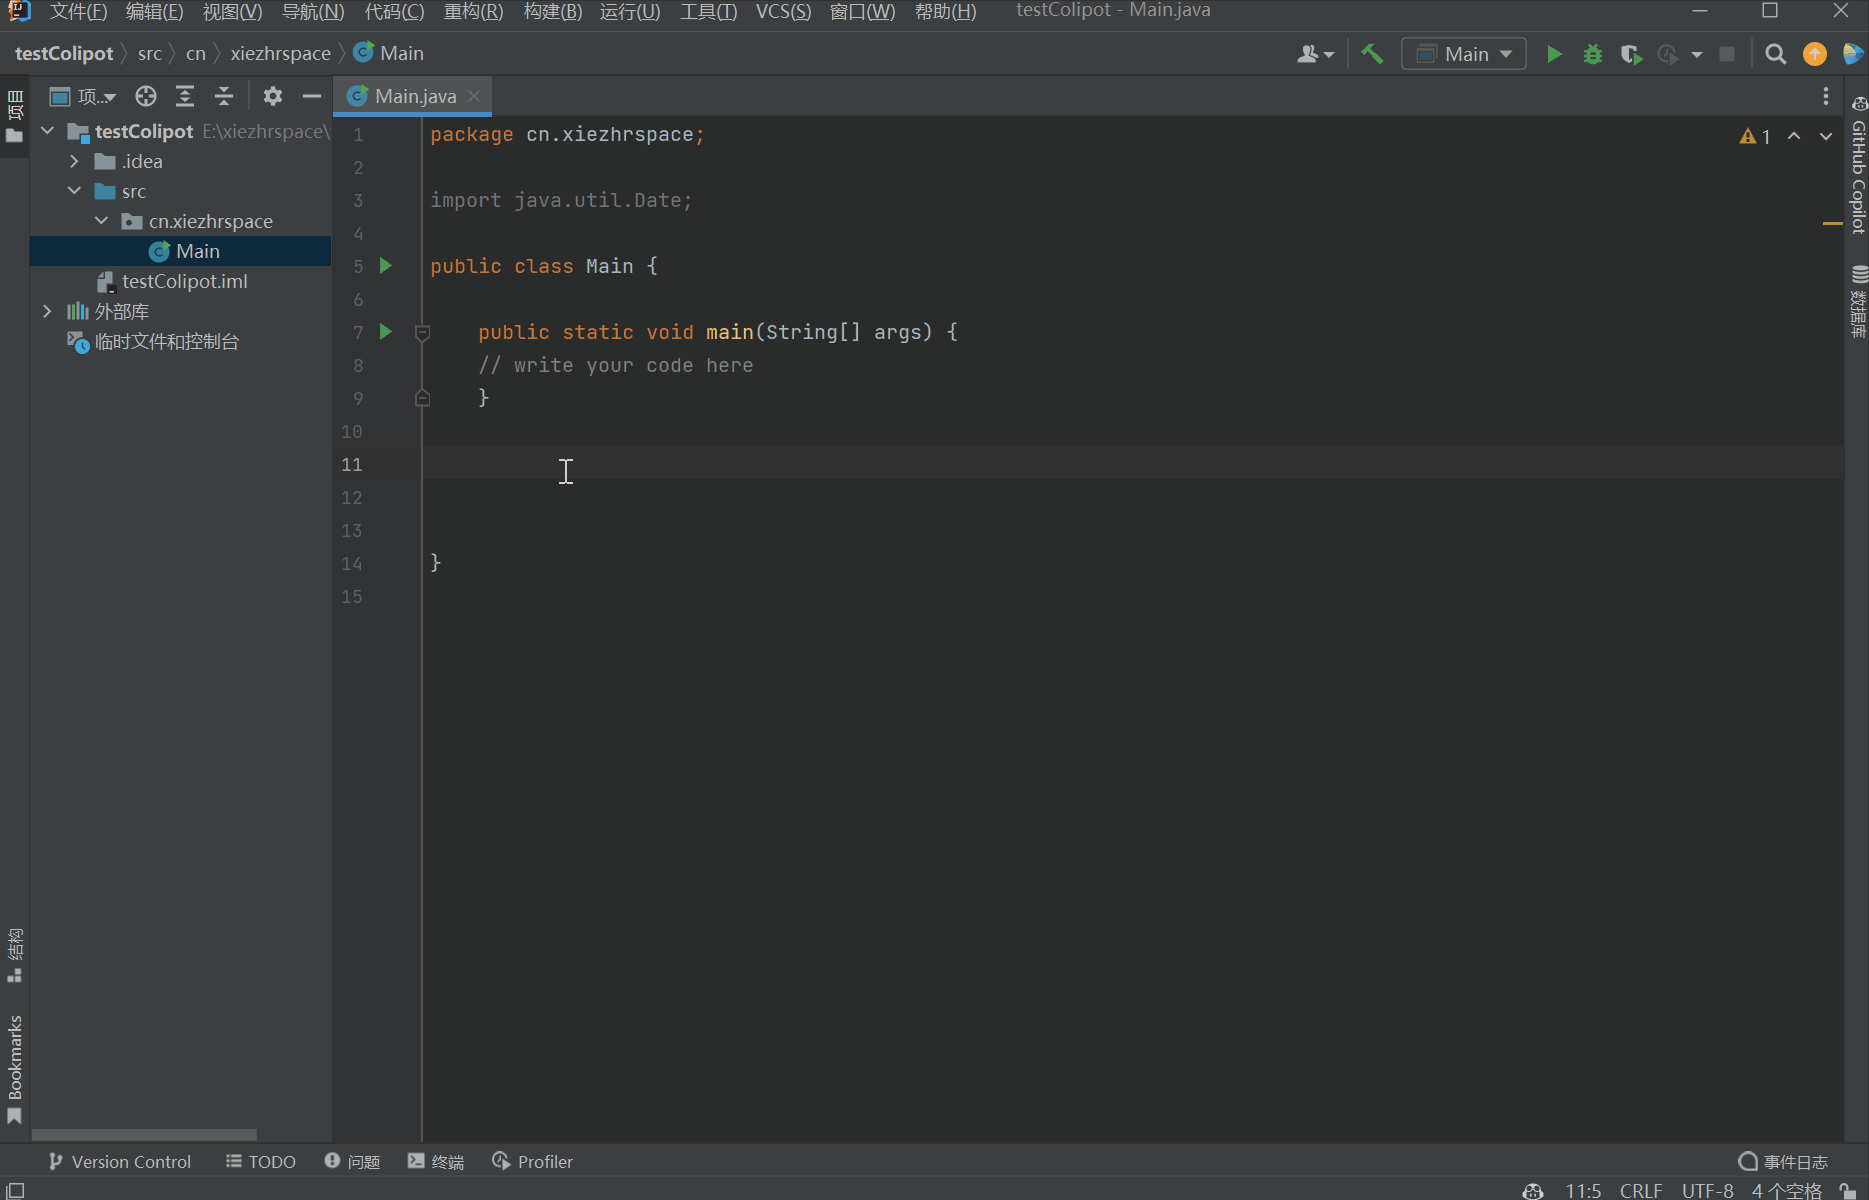 文件(F) 编辑(E) 视图(V) 导航(N) 代码(C) 重构(R) 构建(B) 运行(U) 工具(T) VCS(S) 窗口(W) 帮助(H) testColipot - Main.java
testColipot src cn xiezhrspace Main
Main
项目
项...
Main.java
testColipot E:\xiezhrspace\
.idea
src
cn.xiezhrspace
Main
testColipot.iml
外部库
临时文件和控制台
1 package cn.xiezhrspace;
2
3 import java.util.Date;
4
5 public class Main {
6
7 public static void main(String[] args) {
8 // write your code here
9 }
10
11
12
13
14 }
15
1
GitHub Copilot
数据库
结构
Bookmarks
Version Control TODO 问题 终端 Profiler 事件日志
11:5 CRLF UTF-8 4 个空格